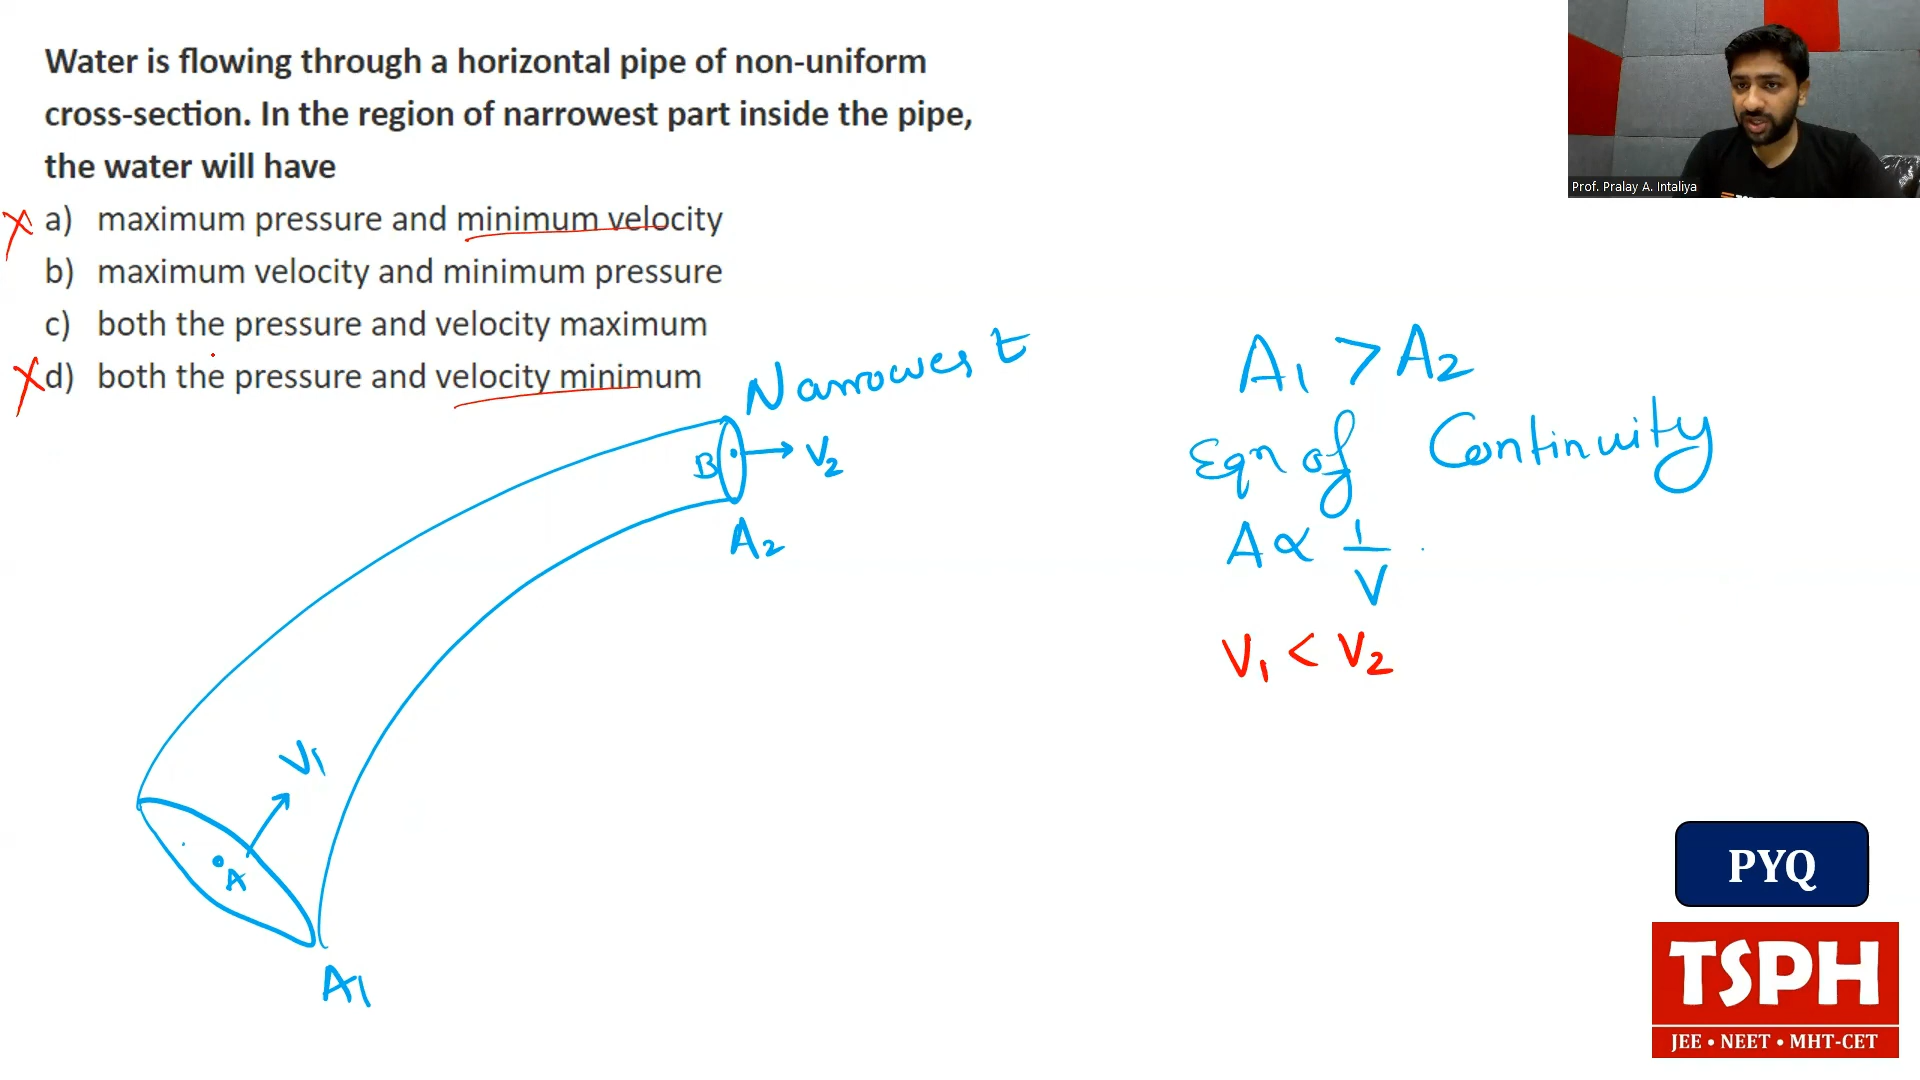 Water is flowing through a horizontal pipe of non-uniform
cross-section. In the region of narrowest part inside the pipe,
the water will have
X a) maximum pressure and minimum velocity
b) maximum velocity and minimum pressure
c) both the pressure and velocity maximum
X d) both the pressure and velocity minimum
Narrowest
B
V₂
A₂
V₁
A
A₁
A₁ > A₂
Eqn of Continuity
A ∝ 1/V
V₁ < V₂
Prof. Pralay A. Intaliya
PYQ
TSPH
JEE • NEET • MHT-CET